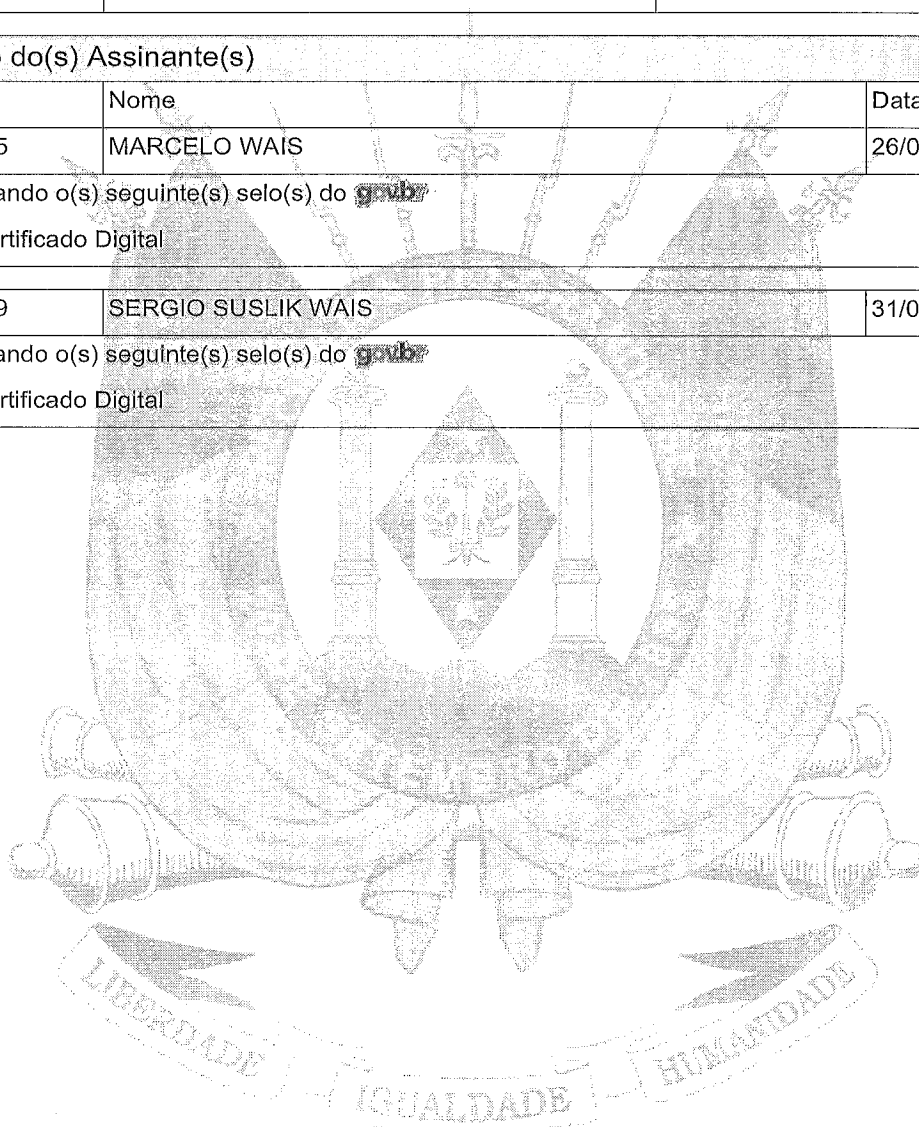 do(s) Assinante(s)
Nome Data
5 MARCELO WAIS 26/0
ando o(s) seguinte(s) selo(s) do gov.br
rtificado Digital
9 SERGIO SUSLIK WAIS 31/0
ando o(s) seguinte(s) selo(s) do gov.br
rtificado Digital
LIBERDADE
IGUALDADE
HUMANIDADE